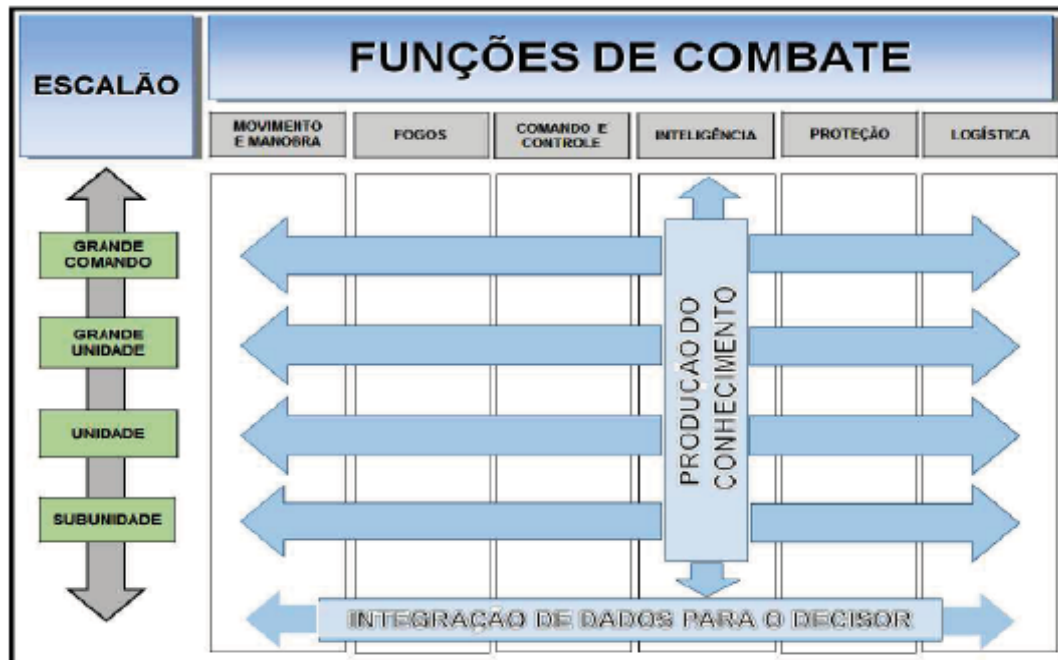 ESCALÃO
FUNÇÕES DE COMBATE
MOVIMENTO
E MANOBRA
FOGOS
COMANDO E
CONTROLE
INTELIGÊNCIA
PROTEÇÃO
LOGÍSTICA
GRANDE
COMANDO
GRANDE
UNIDADE
UNIDADE
SUBUNIDADE
PRODUÇÃO DO
CONHECIMENTO
INTEGRAÇÃO DE DADOS PARA O DECISOR